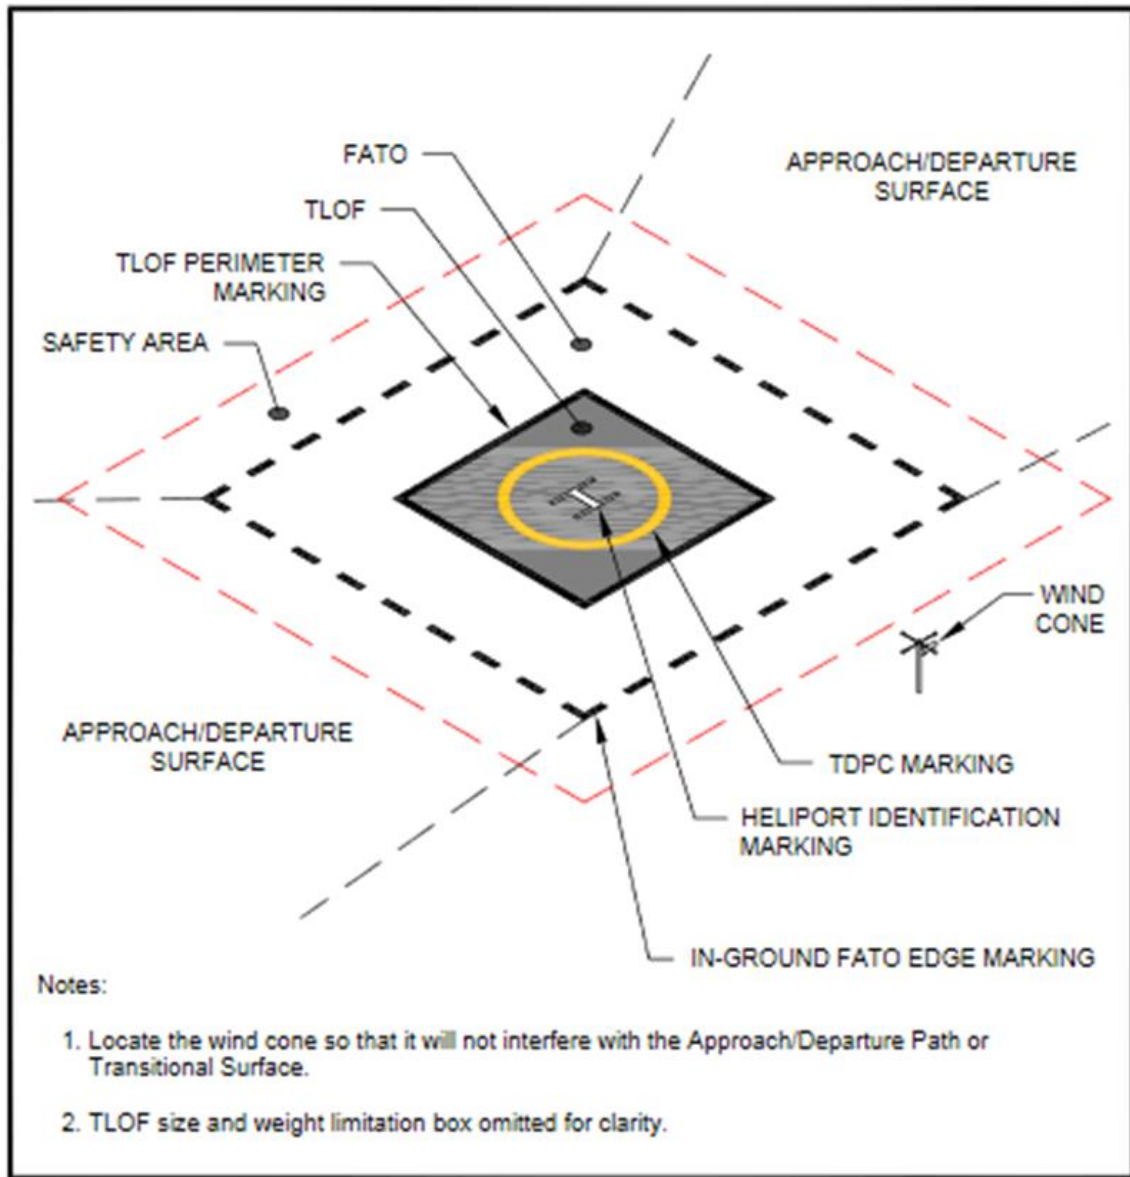 FATO
APPROACH/DEPARTURE
SURFACE
TLOF
TLOF PERIMETER
MARKING
SAFETY AREA
WIND
CONE
APPROACH/DEPARTURE
SURFACE
TDPC MARKING
HELIPORT IDENTIFICATION
MARKING
IN-GROUND FATO EDGE MARKING
Notes:
1. Locate the wind cone so that it will not interfere with the Approach/Departure Path or
Transitional Surface.
2. TLOF size and weight limitation box omitted for clarity.